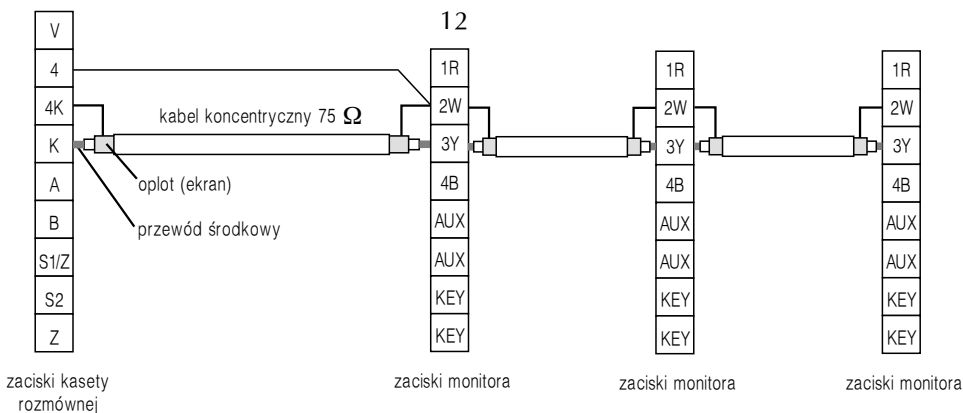 12
V
4
4K
K
A
B
S1/Z
S2
Z
zaciski kasety
rozmównej
kabel koncentryczny 75 Ω
oplot (ekran)
przewód środkowy
1R
2W
3Y
4B
AUX
AUX
KEY
KEY
zaciski monitora
1R
2W
3Y
4B
AUX
AUX
KEY
KEY
zaciski monitora
1R
2W
3Y
4B
AUX
AUX
KEY
KEY
zaciski monitora